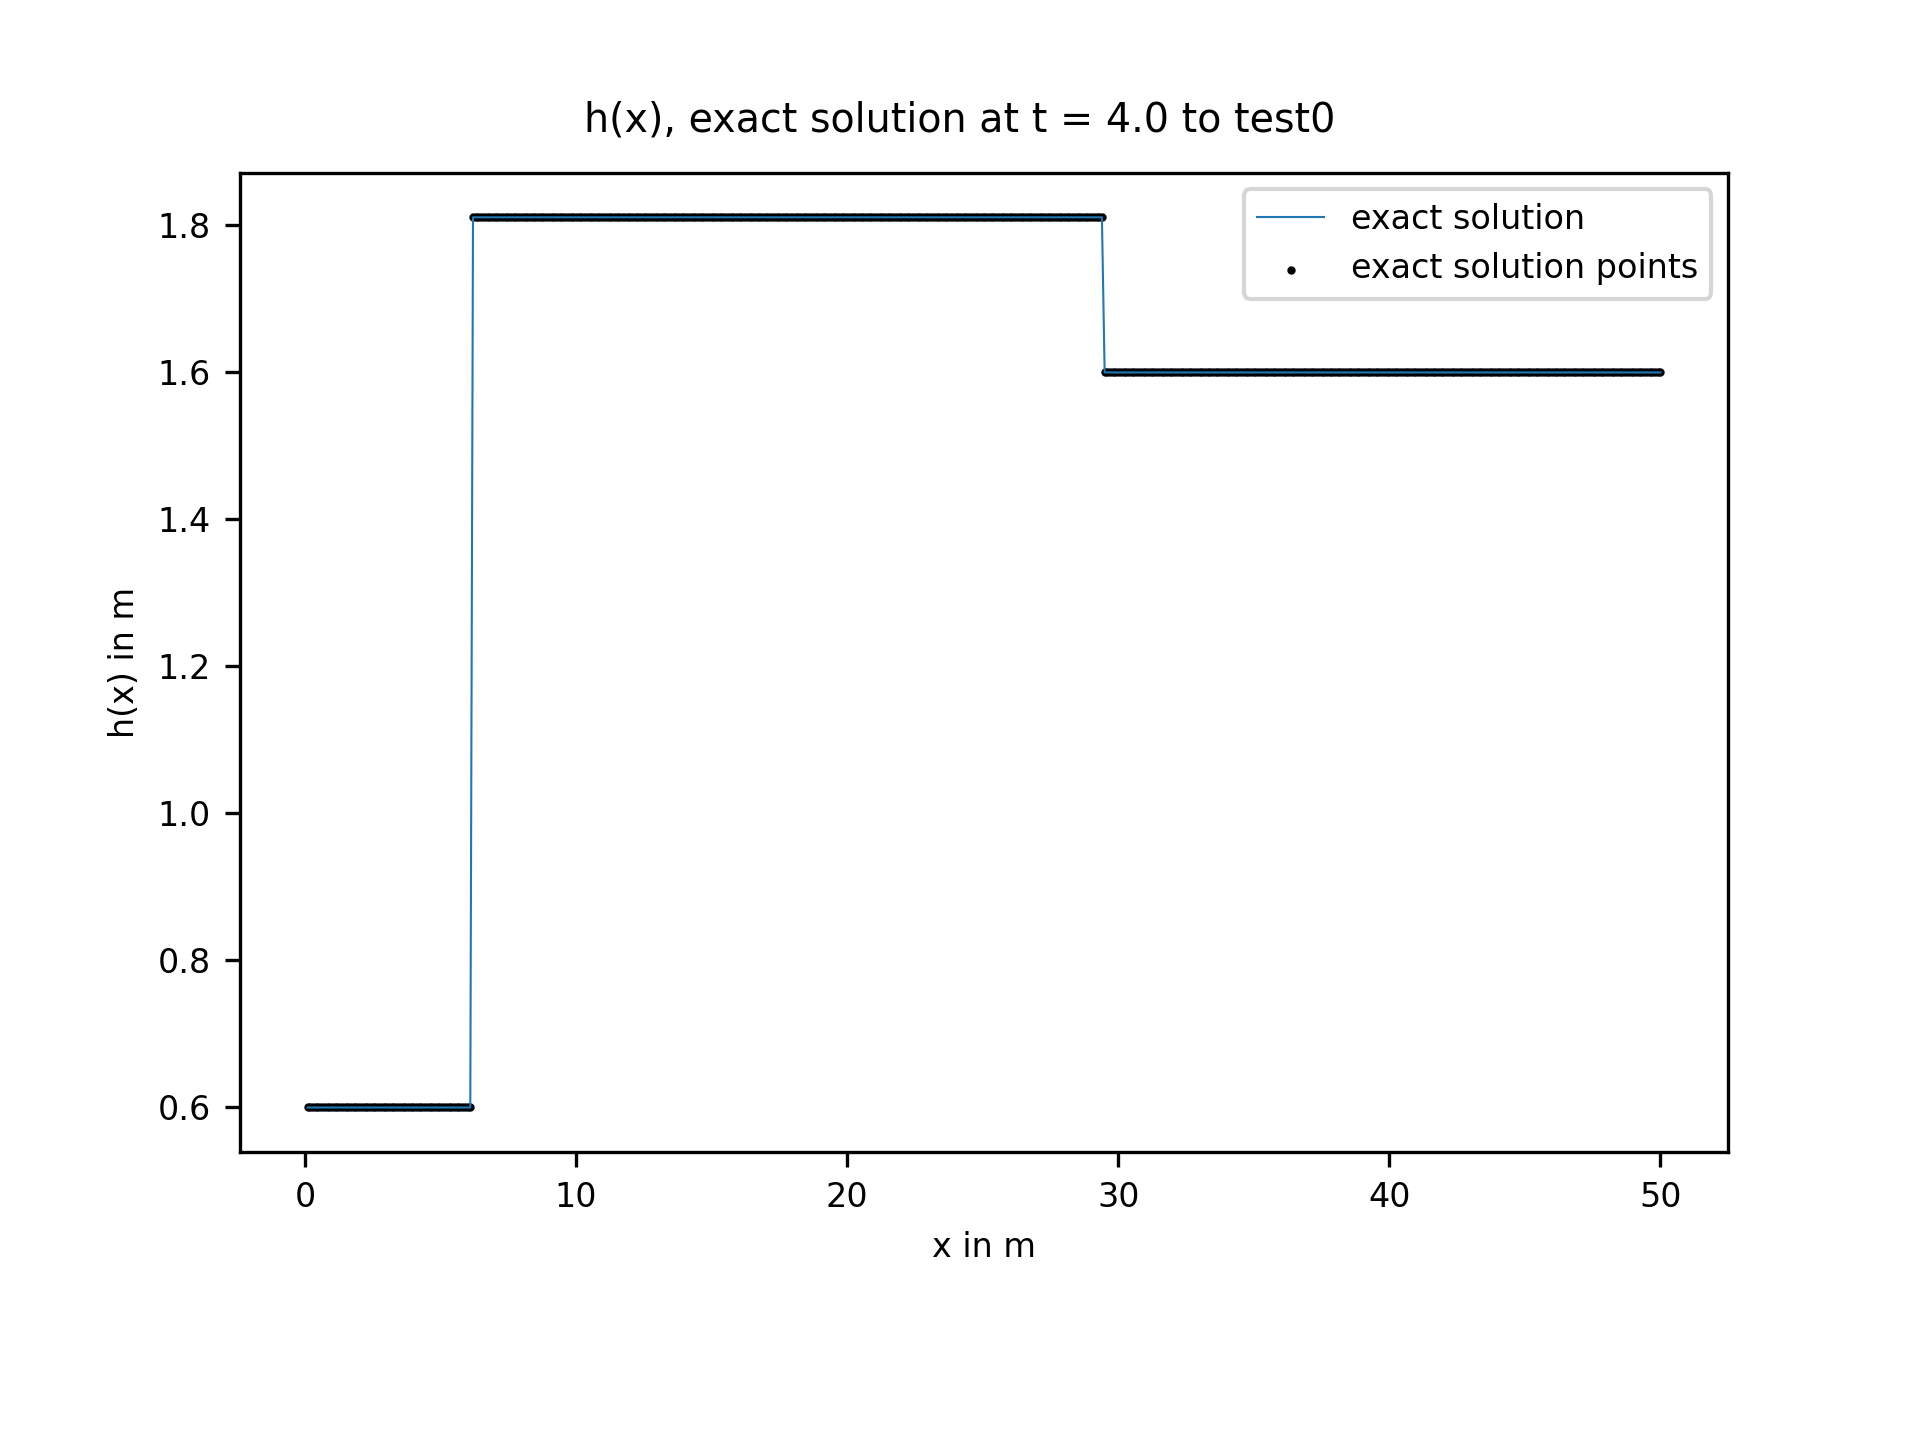 h(x), exact solution at t = 4.0 to test0
exact solution
exact solution points
1.8
1.6
1.4
1.2
1.0
0.8
0.6
h(x) in m
0 10 20 30 40 50
x in m